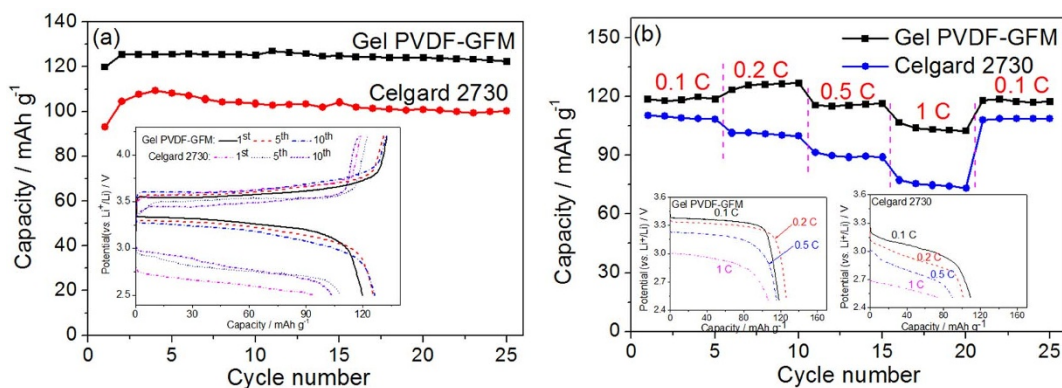 (a)
Gel PVDF-GFM
Celgard 2730
Capacity / mAh g⁻¹
140
120
100
80
60
40
20
0
0 5 10 15 20 25
Cycle number
Gel PVDF-GFM: 1st 5th 10th
Celgard 2730: 1st 5th 10th
Potential(vs. Li⁺/Li) / V
4.0
3.5
3.0
2.5
0 30 60 90 120
Capacity / mAh g⁻¹
(b)
Gel PVDF-GFM
Celgard 2730
0.1 C 0.2 C 0.5 C 1 C 0.1 C
Capacity / mAh g⁻¹
150
120
90
60
30
0
0 5 10 15 20 25
Cycle number
Gel PVDF-GFM
0.1 C
0.2 C
0.5 C
1 C
Potential (vs. Li+/Li) / V
3.6
3.3
3.0
2.7
2.4
0 40 80 120 160
Capacity / mAh g⁻¹
Celgard 2730
0.1 C
0.2 C
0.5 C
1 C
Potential (vs. Li+/Li) / V
3.6
3.3
3.0
2.7
2.4
0 40 80 120 160
Capacity / mAh g⁻¹